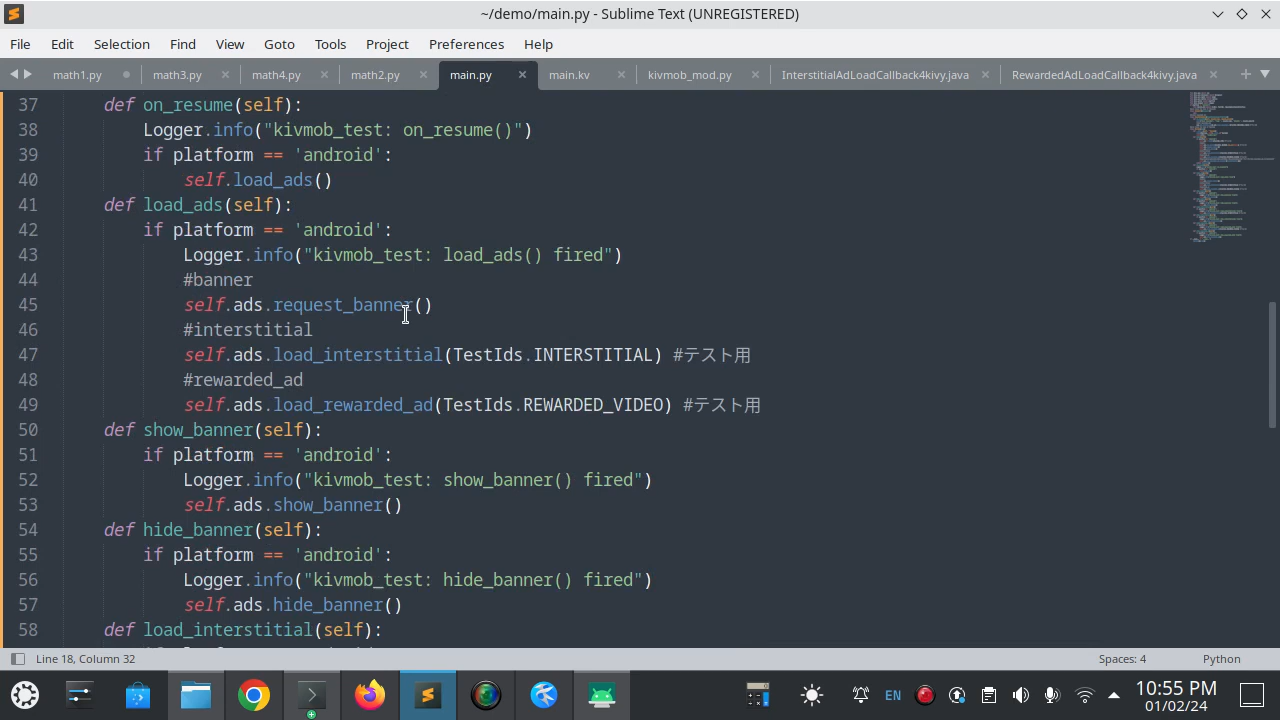 ~/demo/main.py - Sublime Text (UNREGISTERED)
File Edit Selection Find View Goto Tools Project Preferences Help
math1.py math3.py math4.py math2.py main.py main.kv kivmob_mod.py InterstitialAdLoadCallback4kivy.java RewardedAdLoadCallback4kivy.java
37 def on_resume(self):
38 Logger.info("kivmob_test: on_resume()")
39 if platform == 'android':
40 self.load_ads()
41 def load_ads(self):
42 if platform == 'android':
43 Logger.info("kivmob_test: load_ads() fired")
44 #banner
45 self.ads.request_banner()
46 #interstitial
47 self.ads.load_interstitial(TestIds.INTERSTITIAL) #テスト用
48 #rewarded_ad
49 self.ads.load_rewarded_ad(TestIds.REWARDED_VIDEO) #テスト用
50 def show_banner(self):
51 if platform == 'android':
52 Logger.info("kivmob_test: show_banner() fired")
53 self.ads.show_banner()
54 def hide_banner(self):
55 if platform == 'android':
56 Logger.info("kivmob_test: hide_banner() fired")
57 self.ads.hide_banner()
58 def load_interstitial(self):
Line 18, Column 32 Spaces: 4 Python
EN 10:55 PM
01/02/24